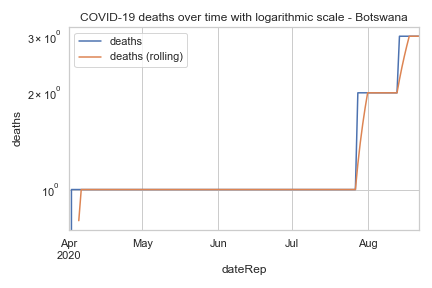 COVID-19 deaths over time with logarithmic scale - Botswana
deaths
deaths (rolling)
3 × 10⁰
2 × 10⁰
10⁰
deaths
Apr
2020
May
Jun
Jul
Aug
dateRep